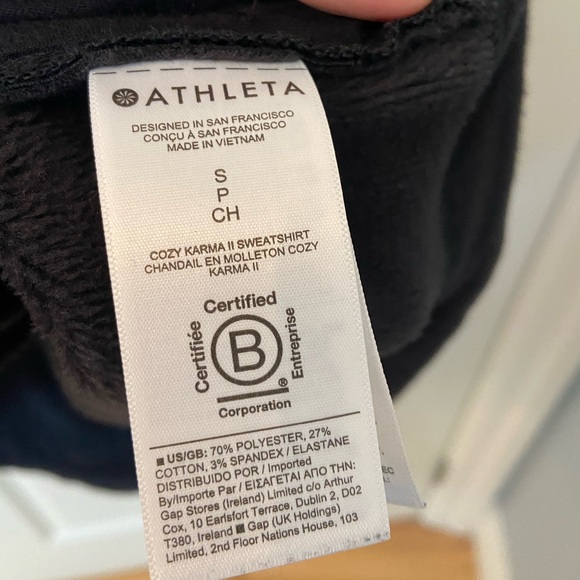 ATHLETA
DESIGNED IN SAN FRANCISCO
CONÇU À SAN FRANCISCO
MADE IN VIETNAM
S
P
CH
COZY KARMA II SWEATSHIRT
CHANDAIL EN MOLLETON COZY
KARMA II
Certified
Certifiée
B
Entreprise
®
Corporation
■ US/GB: 70% POLYESTER, 27%
COTTON, 3% SPANDEX / ELASTANE
DISTRIBUIDO POR / Imported
By/Importe Par / ΕΙΣΑΓΕΤΑΙ ΑΠΟ ΤΗΝ:
Gap Stores (Ireland) Limited c/o Arthur
Cox, 10 Earlsfort Terrace, Dublin 2, D02
T380, Ireland ■ Gap (UK Holdings)
Limited, 2nd Floor Nations House, 103
EC